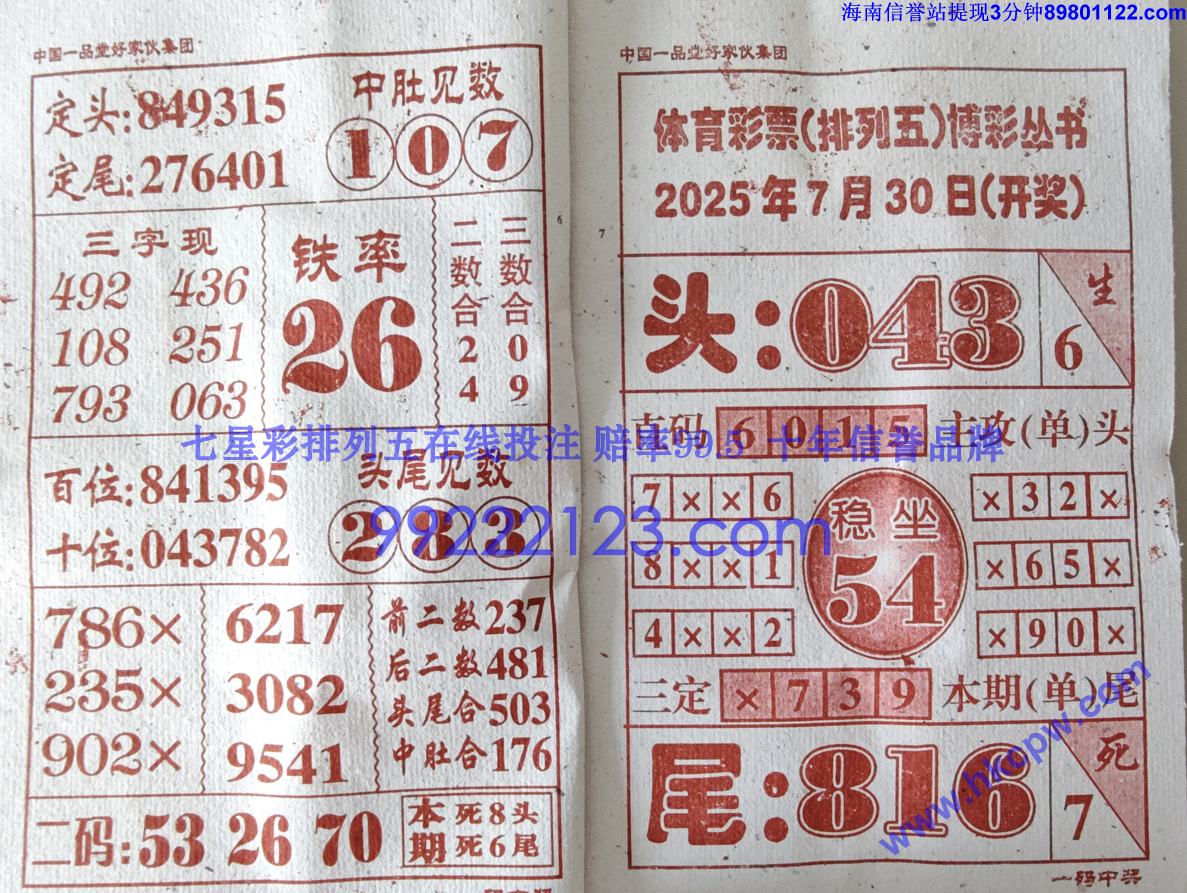 海南信誉站提现3分钟89801122.com
中国一品堂好家伙集团
定头:849315
定尾:276401
中肚见数
107
三字现
492 436
108 251
793 063
铁率
26
二数合24
三数合09
百位:841395
十位:043782
头尾见数
283
786×
235×
902×
6217
3082
9541
前二数237
后二数481
头尾合503
中肚合176
二码:53 26 70
本期
死8头
死6尾
6
7
中国一品堂好家伙集团
体育彩票(排列五)博彩丛书
2025年7月30日(开奖)
头:043
生
6
直码 6015 主攻(单)头
七星彩排列五在线投注 赔率99.5 十年信誉品牌
99232123.com
7××6
8××1
4××2
稳坐
54
×32×
×65×
×90×
三定 ×739 本期(单)尾
尾:816
死
7
www.hkopw.com
一码中奖